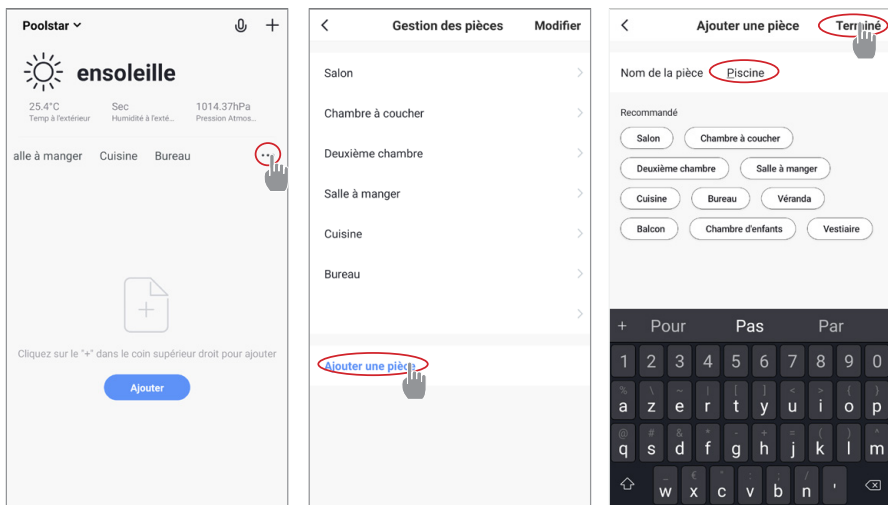 Poolstar
ensoleille
25.4°C Sec 1014.37hPa
Temp à l'extérieur Humidité à l'exté... Pression Atmos...
alle à manger Cuisine Bureau ...
Cliquez sur le "+" dans le coin supérieur droit pour ajouter
Ajouter
Gestion des pièces Modifier
Salon
Chambre à coucher
Deuxième chambre
Salle à manger
Cuisine
Bureau
Ajouter une pièce
Ajouter une pièce Terminé
Nom de la pièce Piscine
Recommandé
Salon Chambre à coucher
Deuxième chambre Salle à manger
Cuisine Bureau Véranda
Balcon Chambre d'enfants Vestiaire
+ Pour Pas Par
1 2 3 4 5 6 7 8 9 0
a z e r t y u i o p
q s d f g h j k l m
w x c v b n '